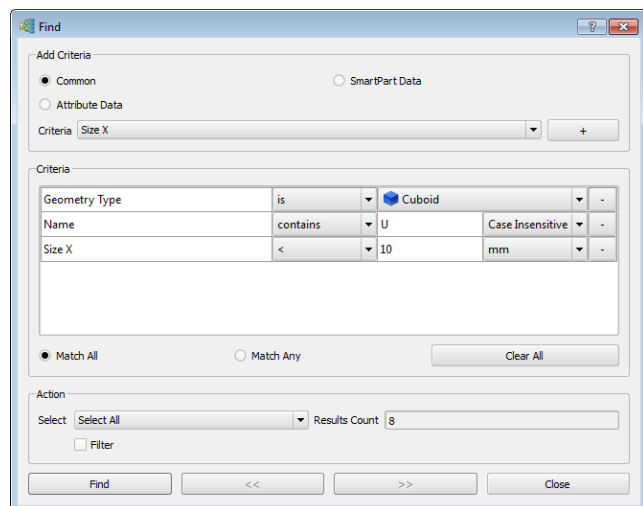 Find
Add Criteria
Common
SmartPart Data
Attribute Data
Criteria Size X +
Criteria
Geometry Type is Cuboid -
Name contains U Case Insensitive -
Size X < 10 mm -
Match All Match Any Clear All
Action
Select Select All Results Count 8
Filter
Find << >> Close